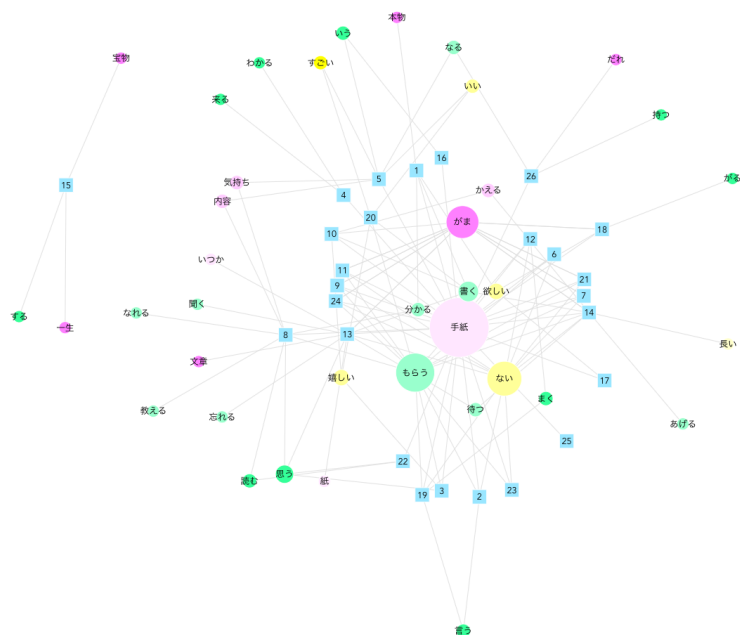 本物
いう
なる
宝物
わかる
すごい
だれ
いい
来る
持つ
16
1
26
気持ち
15
5
かえる
がる
4
内容
20
がま
18
10
12
いつか
6
11
21
9
書く
欲しい
7
24
聞く
分かる
する
なれる
14
一生
手紙
8
13
長い
文章
嬉しい
もらう
ない
17
まく
教える
忘れる
待つ
あげる
25
22
思う
読む
紙
3
23
19
2
言う